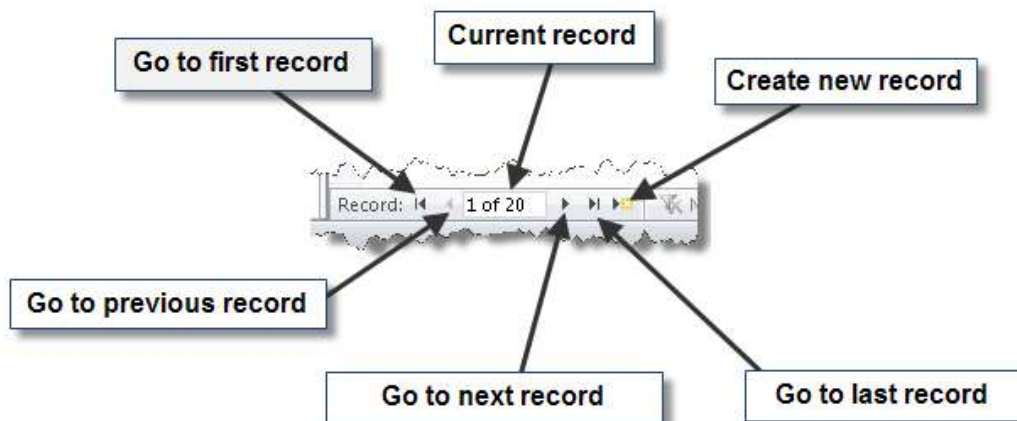 Current record
Go to first record
Create new record
Record: 1 of 20
Go to previous record
Go to next record
Go to last record